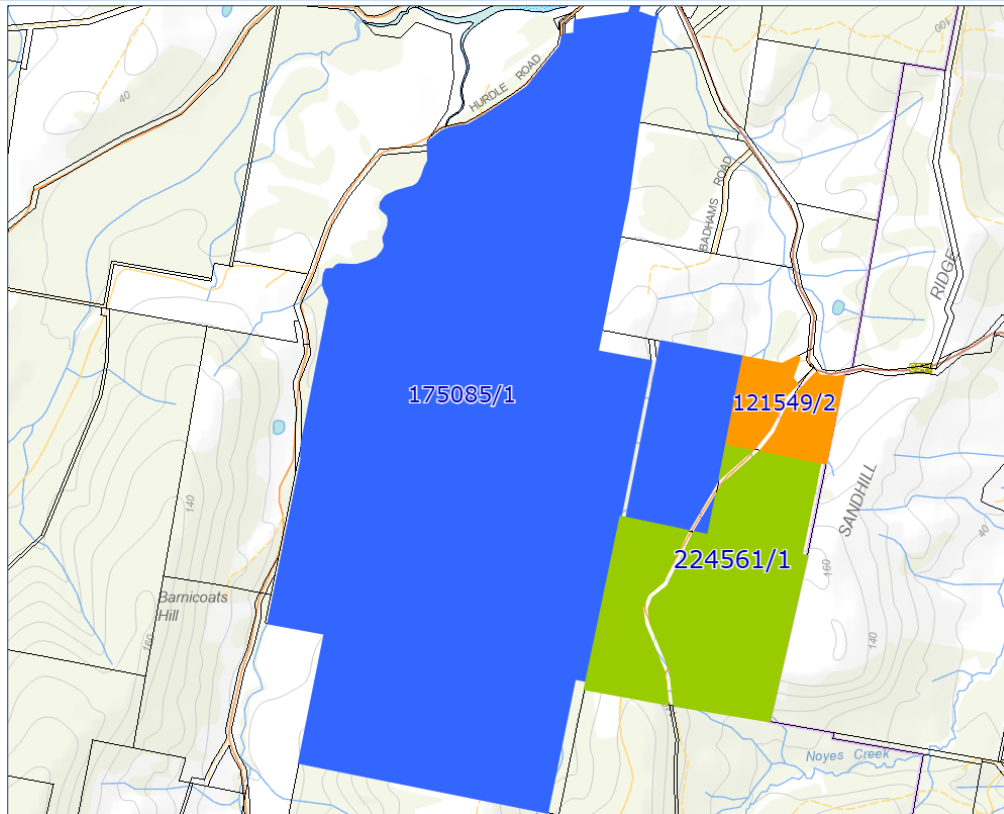 100
40
HURDLE ROAD
BADHAMS ROAD
RIDGE
175085/1
121549/2
SANDHILL
140
40
224561/1
160
Barnicoats
Hill
160
140
Noyes Creek